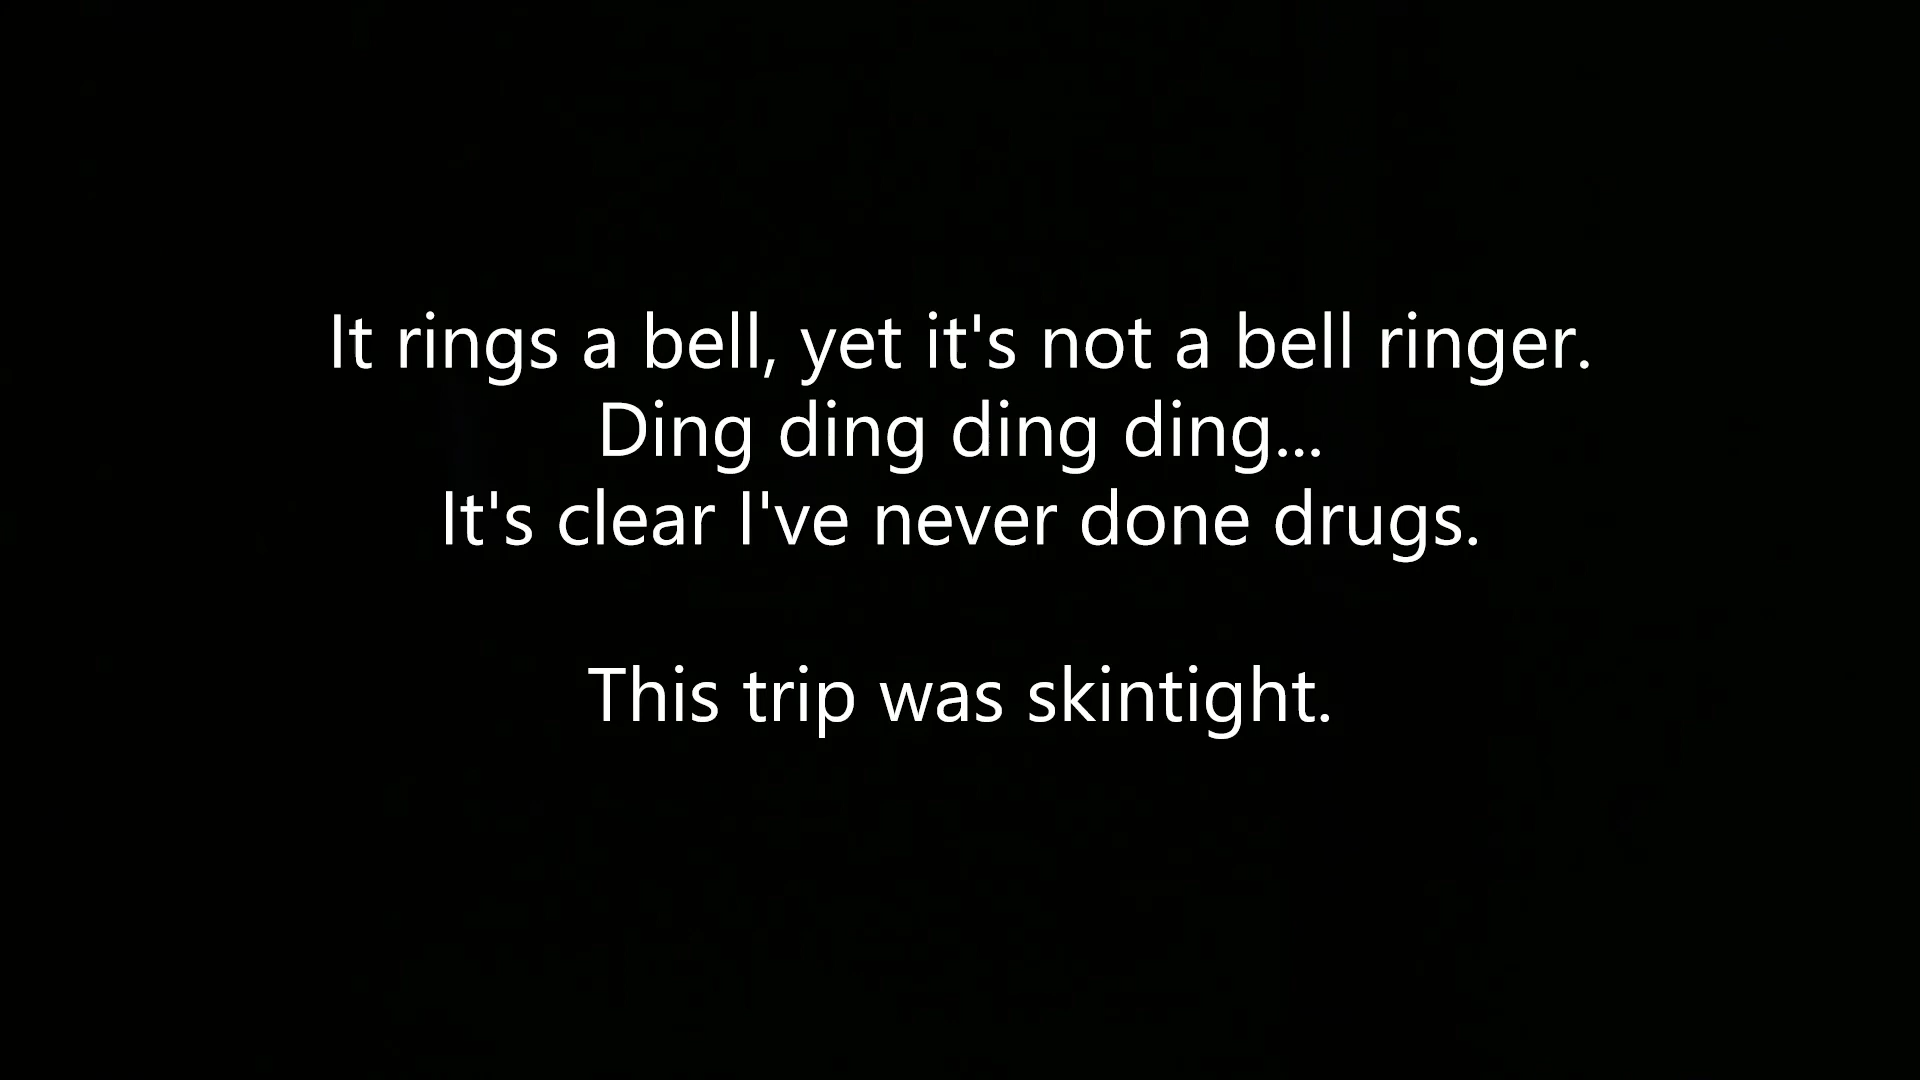 It rings a bell, yet it's not a bell ringer.
Ding ding ding ding...
It's clear I've never done drugs.
This trip was skintight.